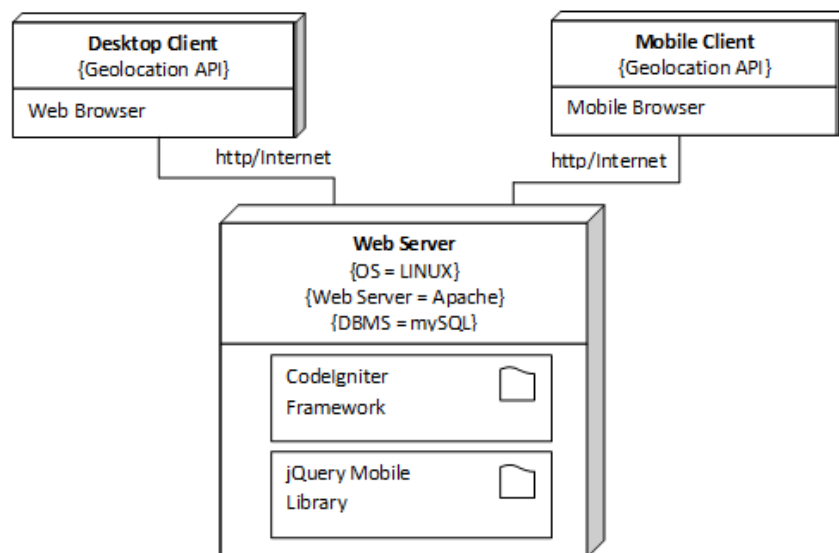 Desktop Client
{Geolocation API}
Web Browser
Mobile Client
{Geolocation API}
Mobile Browser
http/Internet
http/Internet
Web Server
{OS = LINUX}
{Web Server = Apache}
{DBMS = mySQL}
CodeIgniter
Framework
jQuery Mobile
Library